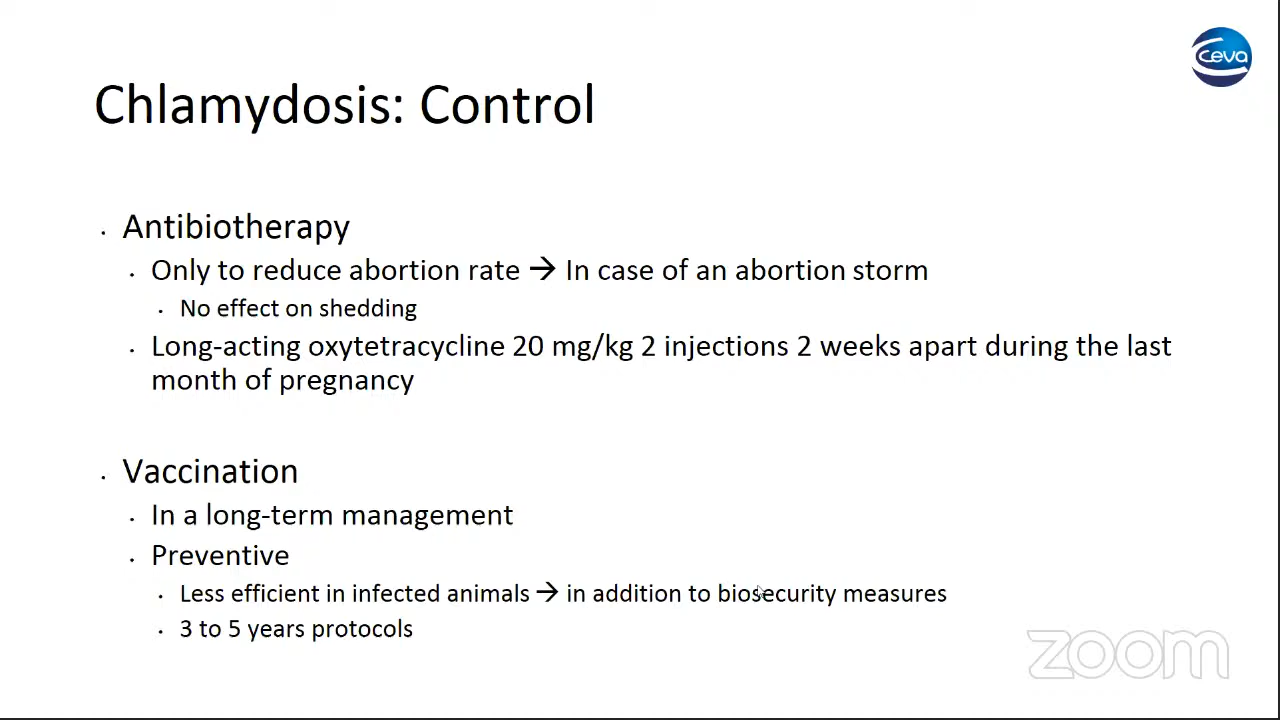 ceva
Chlamydosis: Control
• Antibiotherapy
• Only to reduce abortion rate → In case of an abortion storm
• No effect on shedding
• Long-acting oxytetracycline 20 mg/kg 2 injections 2 weeks apart during the last
month of pregnancy
• Vaccination
• In a long-term management
• Preventive
• Less efficient in infected animals → in addition to biosecurity measures
• 3 to 5 years protocols
zoom